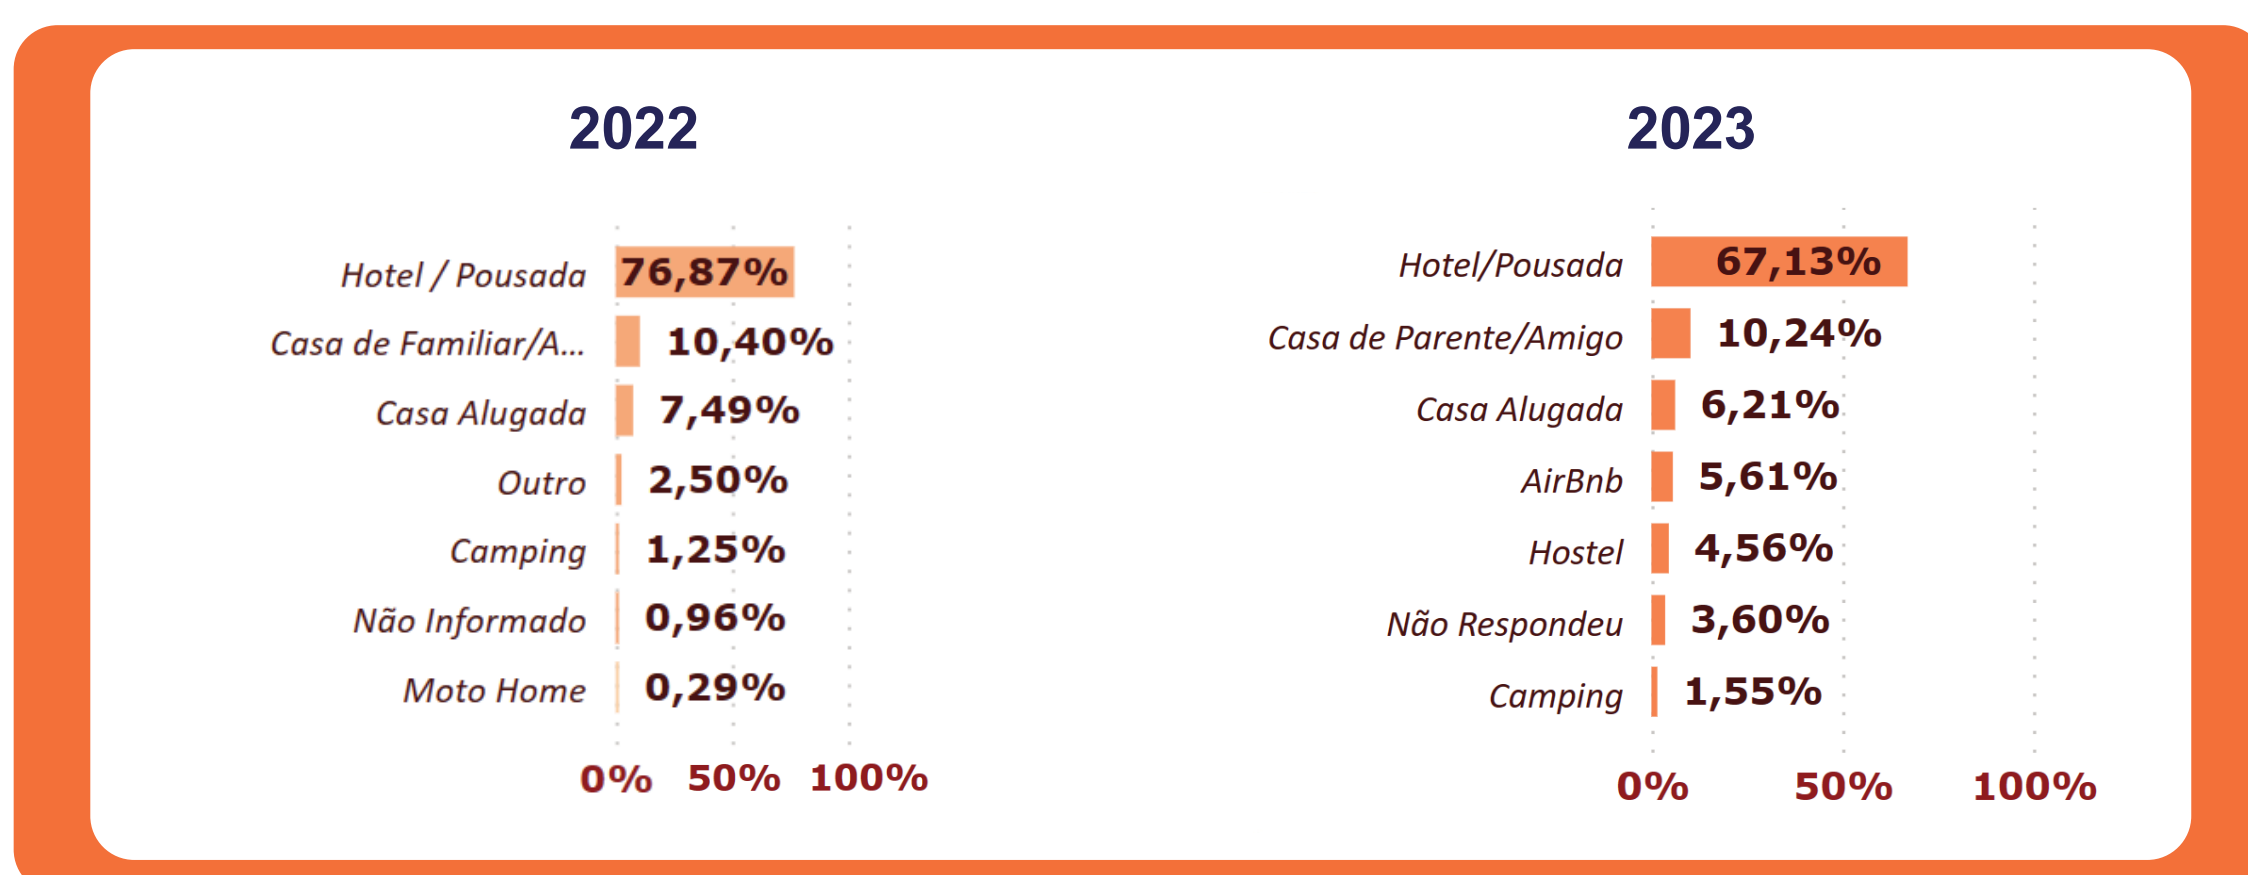 2022
Hotel / Pousada 76,87%
Casa de Familiar/A... 10,40%
Casa Alugada 7,49%
Outro 2,50%
Camping 1,25%
Não Informado 0,96%
Moto Home 0,29%
0% 50% 100%
2023
Hotel/Pousada 67,13%
Casa de Parente/Amigo 10,24%
Casa Alugada 6,21%
AirBnb 5,61%
Hostel 4,56%
Não Respondeu 3,60%
Camping 1,55%
0% 50% 100%